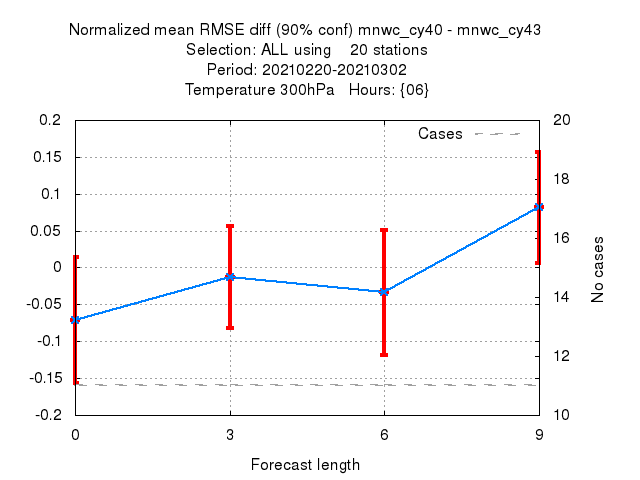 Normalized mean RMSE diff (90% conf) mnwc_cy40 - mnwc_cy43
Selection: ALL using    20 stations
Period: 20210220-20210302
Temperature 300hPa   Hours: {06}
Cases
0.2
0.15
0.1
0.05
0
-0.05
-0.1
-0.15
-0.2
20
18
16
14
12
10
No cases
0 3 6 9
Forecast length